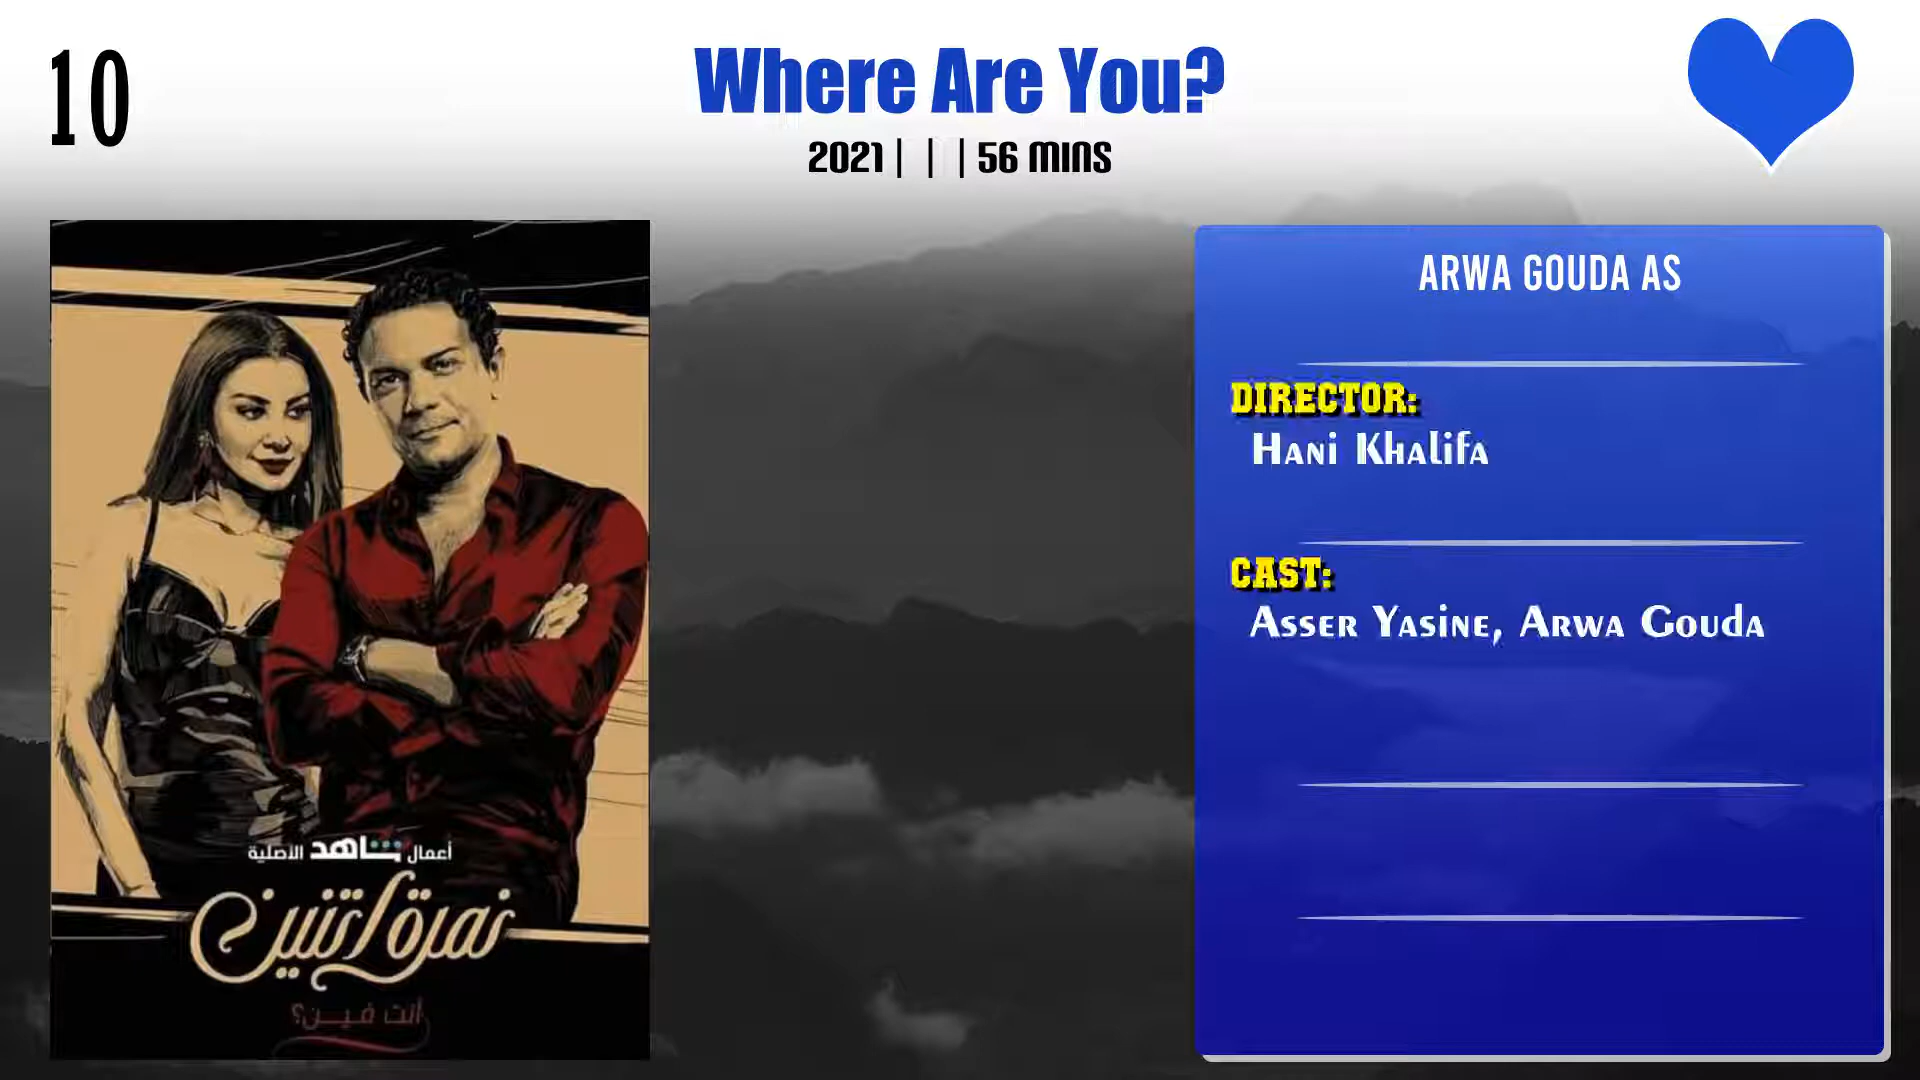 10
Where Are You?
2021 | | | 56 MINS
ARWA GOUDA AS
DIRECTOR:
Hani Khalifa
CAST:
Asser Yasine, Arwa Gouda
أعمال شاهد الأصلية
نمرة اتنين
أنت فين؟